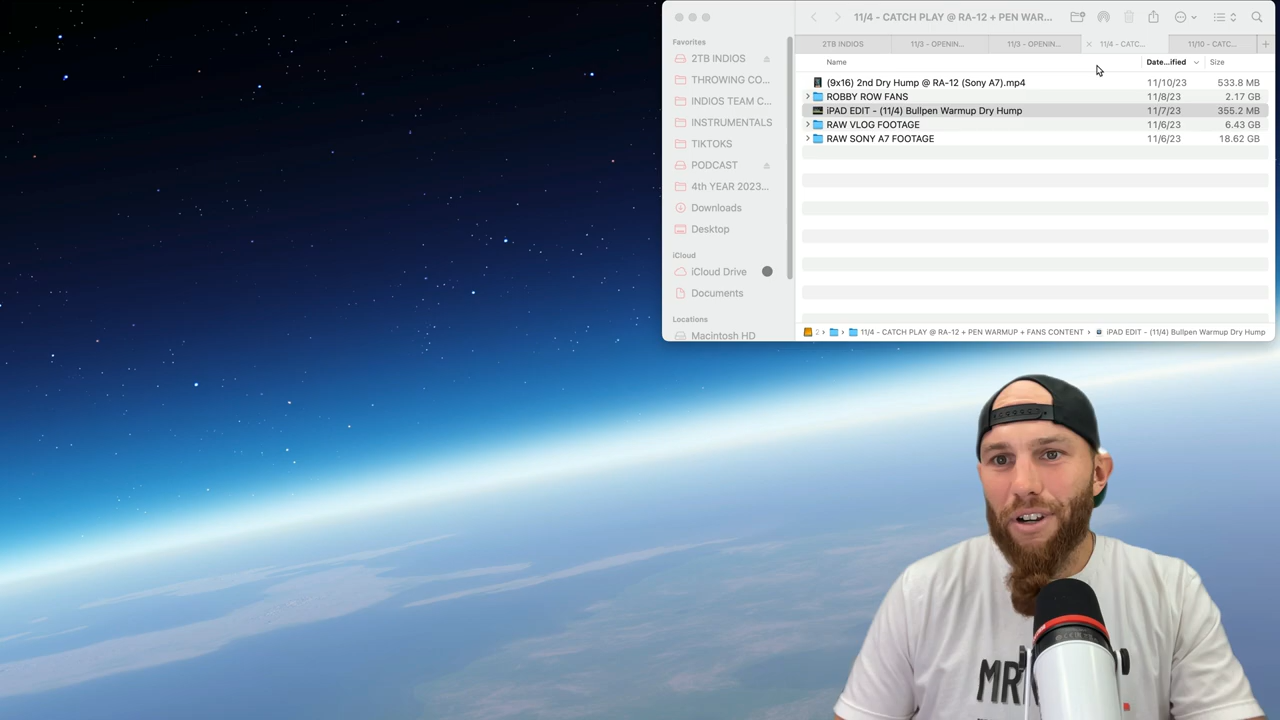 11/4 - CATCH PLAY @ RA-12 + PEN WAR...
2TB INDIOS
11/3 - OPENIN...
11/3 - OPENIN...
11/4 - CATC...
11/10 - CATC...
Favorites
2TB INDIOS
THROWING CO...
INDIOS TEAM C...
INSTRUMENTALS
TIKTOKS
PODCAST
4th YEAR 2023...
Downloads
Desktop
iCloud
iCloud Drive
Documents
Locations
Macintosh HD
Name Date...ified Size
(9x16) 2nd Dry Hump @ RA-12 (Sony A7).mp4 11/10/23 533.8 MB
ROBBY ROW FANS 11/8/23 2.17 GB
iPAD EDIT - (11/4) Bullpen Warmup Dry Hump 11/7/23 355.2 MB
RAW VLOG FOOTAGE 11/6/23 6.43 GB
RAW SONY A7 FOOTAGE 11/6/23 18.62 GB
2 › › 11/4 - CATCH PLAY @ RA-12 + PEN WARMUP + FANS CONTENT › iPAD EDIT - (11/4) Bullpen Warmup Dry Hump